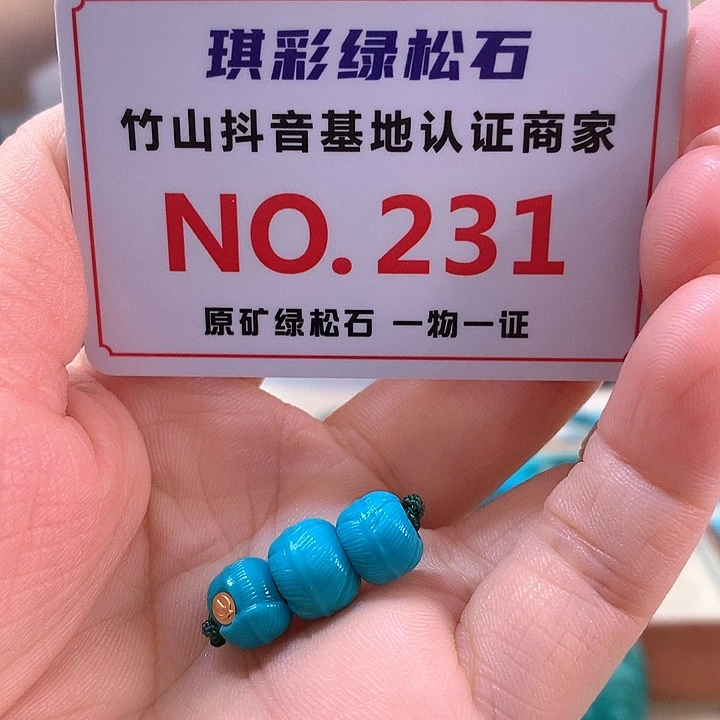 琪彩绿松石
竹山抖音基地认证商家
NO.231
原矿绿松石 一物一证